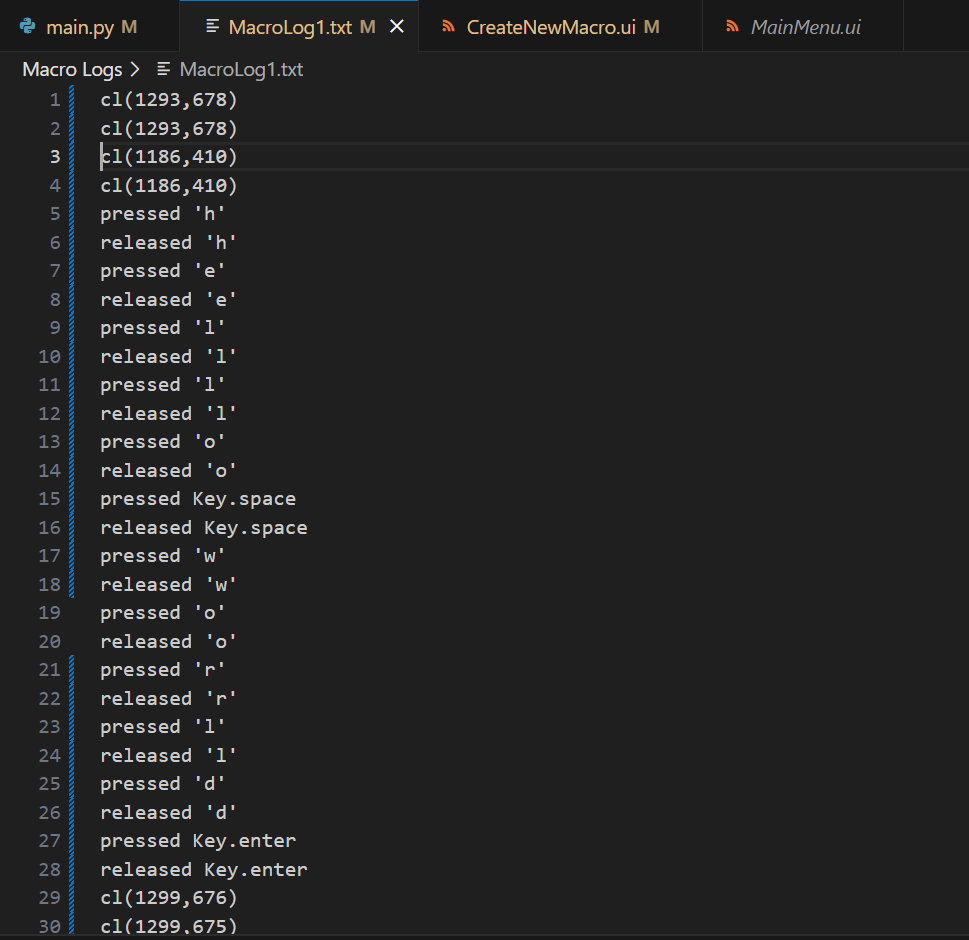 main.py M MacroLog1.txt M CreateNewMacro.ui M MainMenu.ui
Macro Logs > MacroLog1.txt
1 cl(1293,678)
2 cl(1293,678)
3 cl(1186,410)
4 cl(1186,410)
5 pressed 'h'
6 released 'h'
7 pressed 'e'
8 released 'e'
9 pressed 'l'
10 released 'l'
11 pressed 'l'
12 released 'l'
13 pressed 'o'
14 released 'o'
15 pressed Key.space
16 released Key.space
17 pressed 'w'
18 released 'w'
19 pressed 'o'
20 released 'o'
21 pressed 'r'
22 released 'r'
23 pressed 'l'
24 released 'l'
25 pressed 'd'
26 released 'd'
27 pressed Key.enter
28 released Key.enter
29 cl(1299,676)
30 cl(1299,675)